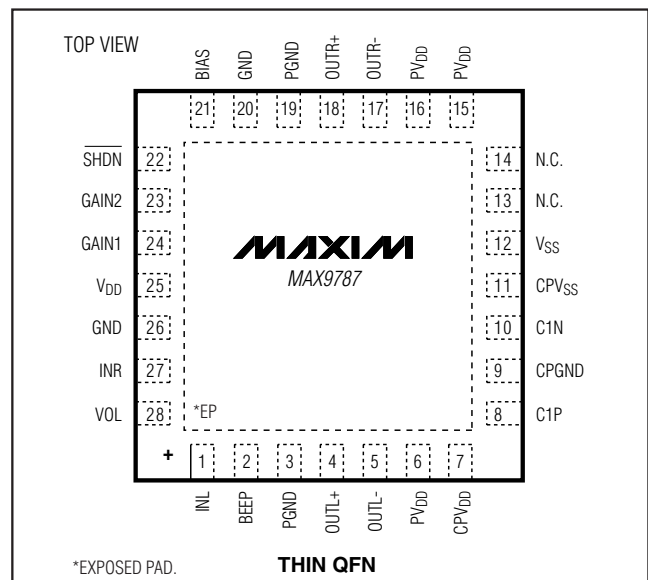 TOP VIEW
BIAS
GND
PGND
OUTR+
OUTR-
PVDD
PVDD
21
20
19
18
17
16
15
SHDN 22
14 N.C.
GAIN2 23
13 N.C.
GAIN1 24
12 VSS
MAXIM
MAX9787
VDD 25
11 CPVSS
GND 26
10 C1N
INR 27
9 CPGND
VOL 28
*EP
8 C1P
+
1
2
3
4
5
6
7
INL
BEEP
PGND
OUTL+
OUTL-
PVDD
CPVDD
*EXPOSED PAD.
THIN QFN